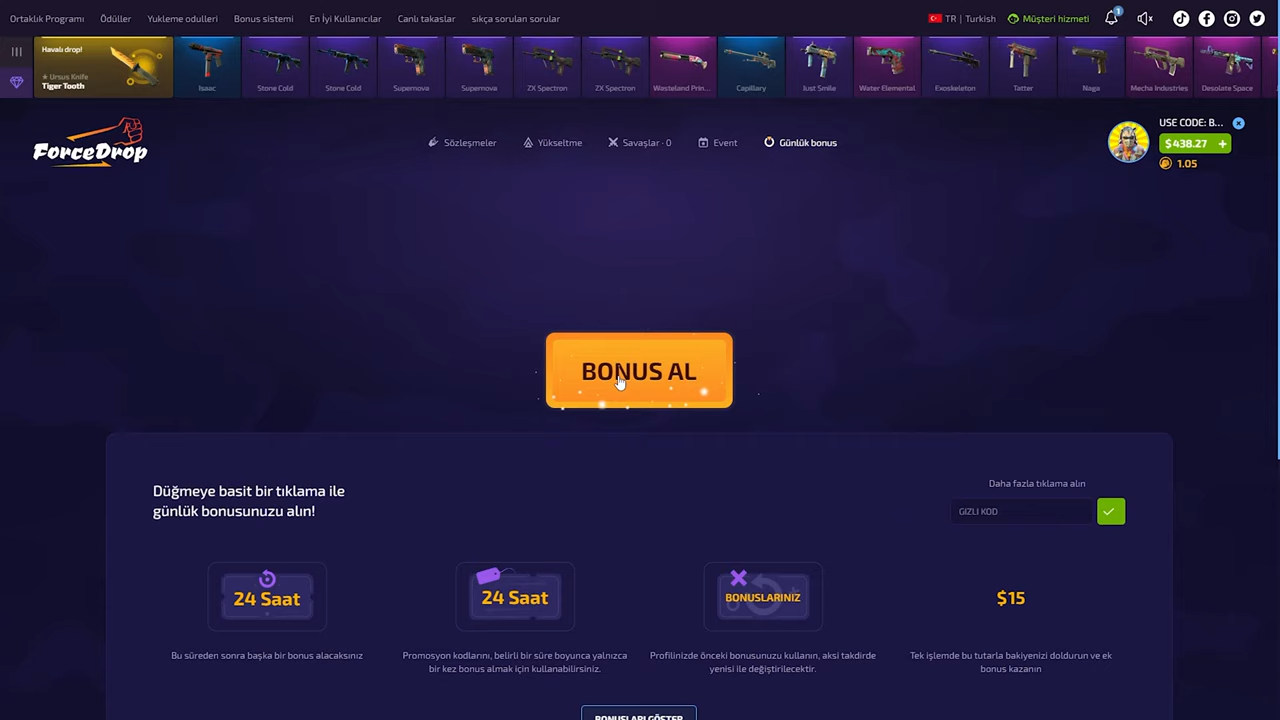 Ortaklık Programı Ödüller Yukleme odulleri Bonus sistemi En İyi Kullanıcılar Canlı takaslar sıkça sorulan sorular TR | Turkish Müşteri hizmeti 1
Havalı drop!
★ Ursus Knife
Tiger Tooth
Isaac Stone Cold Stone Cold Supernova Supernova ZX Spectron ZX Spectron Wasteland Prin... Capillary Just Smile Water Elemental Exoskeleton Tatter Naga Mecha Industries Desolate Space
ForceDrop
Sözleşmeler Yükseltme Savaşlar · 0 Event Günlük bonus
USE CODE: B...
$438.27 +
1.05
BONUS AL
Düğmeye basit bir tıklama ile
günlük bonusunuzu alın!
Daha fazla tıklama alın
GIZLI KOD
24 Saat
Bu süreden sonra başka bir bonus alacaksınız
24 Saat
Promosyon kodlarını, belirli bir süre boyunca yalnızca
bir kez bonus almak için kullanabilirsiniz.
BONUSLARINIZ
Profilinizde önceki bonusunuzu kullanın, aksi takdirde
yenisi ile değiştirilecektir.
$15
Tek işlemde bu tutarla bakiyenizi doldurun ve ek
bonus kazanın
BONUSLARI GÖSTER